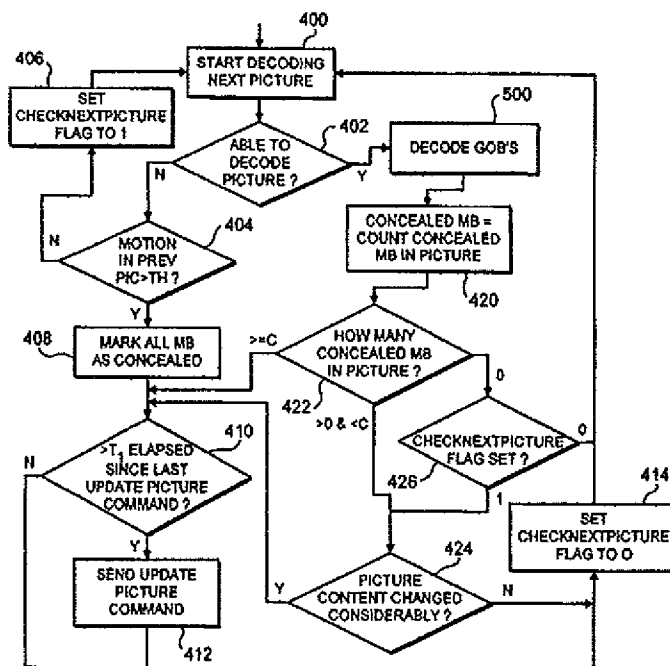 400
START DECODING
NEXT PICTURE
406
SET
CHECKNEXTPICTURE
FLAG TO 1
402
ABLE TO
DECODE
PICTURE ?
N
Y
500
DECODE GOB'S
404
MOTION
IN PREV
PIC>TH ?
N
Y
CONCEALED MB =
COUNT CONCEALED
MB IN PICTURE
420
408
MARK ALL MB
AS CONCEALED
>=C
HOW MANY
CONCEALED MB
IN PICTURE ?
422
0
>0 & <C
410
>T1 ELAPSED
SINCE LAST
UPDATE PICTURE
COMMAND ?
N
Y
CHECKNEXTPICTURE
FLAG SET ?
426
0
1
414
SET
CHECKNEXTPICTURE
FLAG TO 0
SEND UPDATE
PICTURE
COMMAND
412
424
PICTURE
CONTENT CHANGED
CONSIDERABLY ?
Y
N